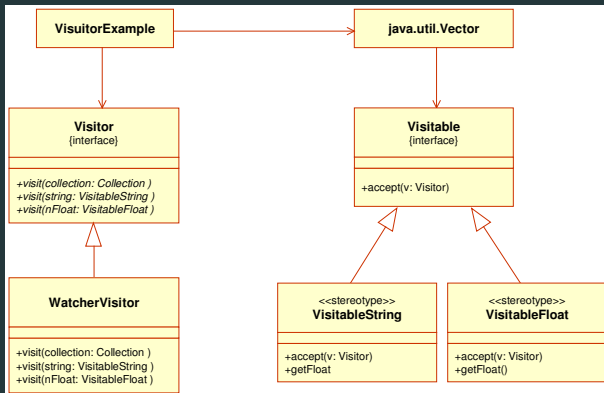 VisuitorExample
java.util.Vector
Visitor
{interface}
+visit(collection: Collection )
+visit(string: VisitableString )
+visit(nFloat: VisitableFloat )
Visitable
{interface}
+accept(v: Visitor)
WatcherVisitor
+visit(collection: Collection )
+visit(string: VisitableString )
+visit(nFloat: VisitableFloat )
<<stereotype>>
VisitableString
+accept(v: Visitor)
+getFloat
<<stereotype>>
VisitableFloat
+accept(v: Visitor)
+getFloat()